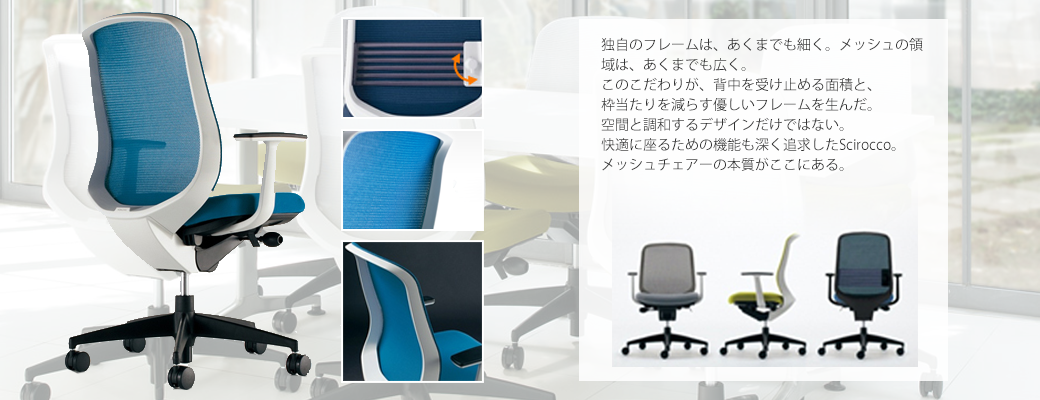 独自のフレームは、あくまでも細く。メッシュの領
域は、あくまでも広く。
このこだわりが、背中を受け止める面積と、
枠当たりを減らす優しいフレームを生んだ。
空間と調和するデザインだけではない。
快適に座るための機能も深く追求したScirocco。
メッシュチェアーの本質がここにある。